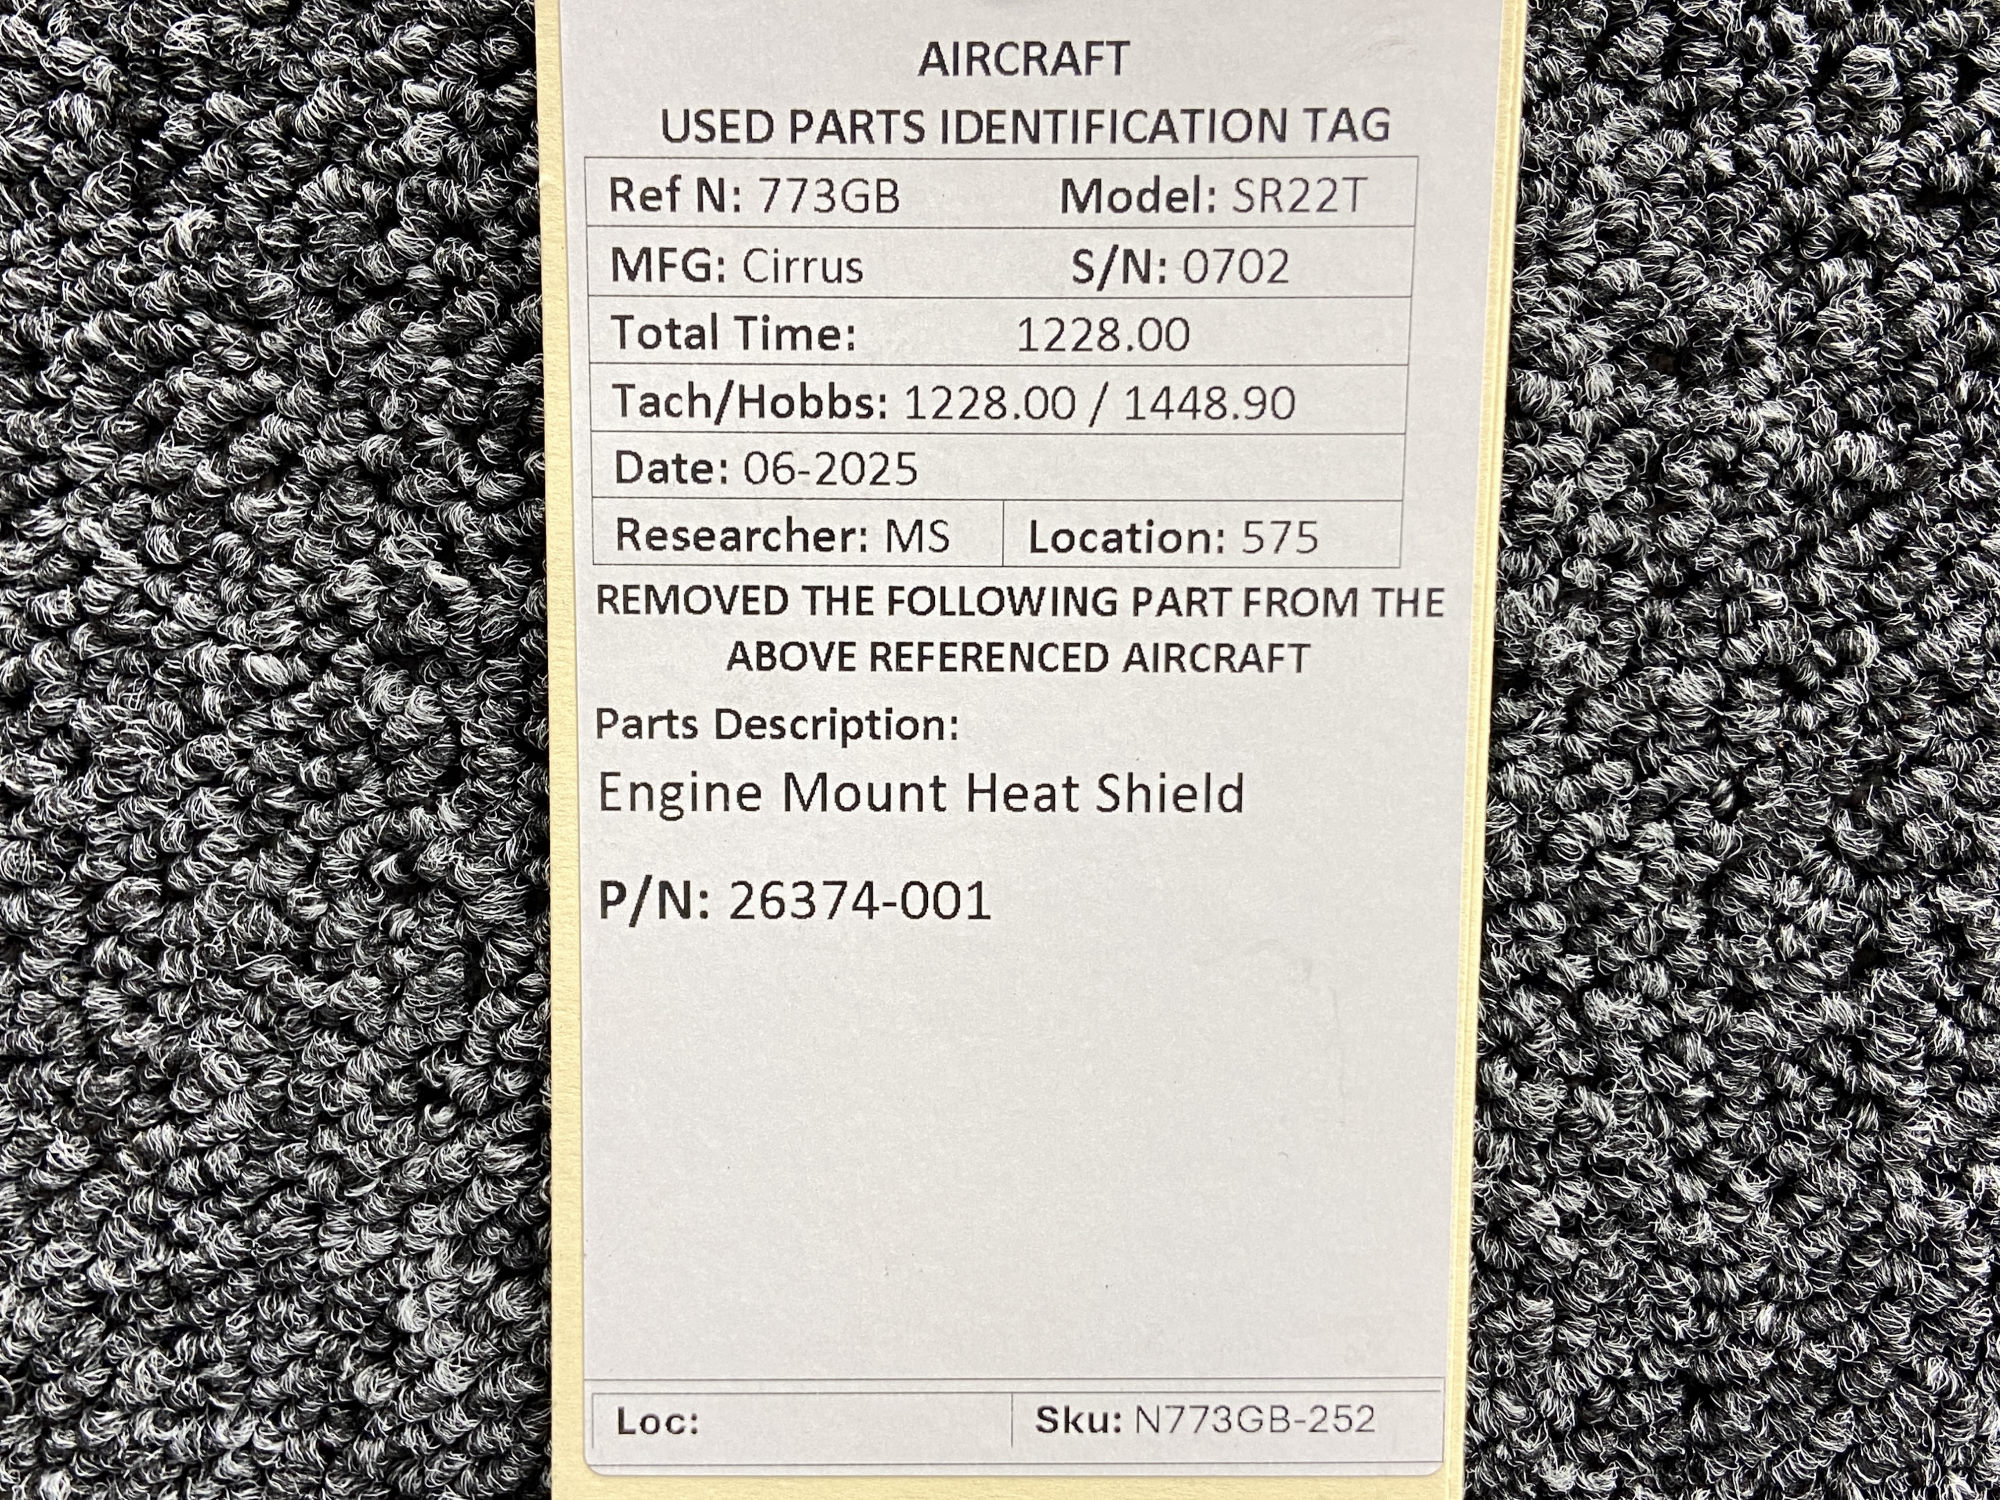 AIRCRAFT
USED PARTS IDENTIFICATION TAG
Ref N: 773GB Model: SR22T
MFG: Cirrus S/N: 0702
Total Time: 1228.00
Tach/Hobbs: 1228.00 / 1448.90
Date: 06-2025
Researcher: MS Location: 575
REMOVED THE FOLLOWING PART FROM THE
ABOVE REFERENCED AIRCRAFT
Parts Description:
Engine Mount Heat Shield
P/N: 26374-001
Loc: Sku: N773GB-252